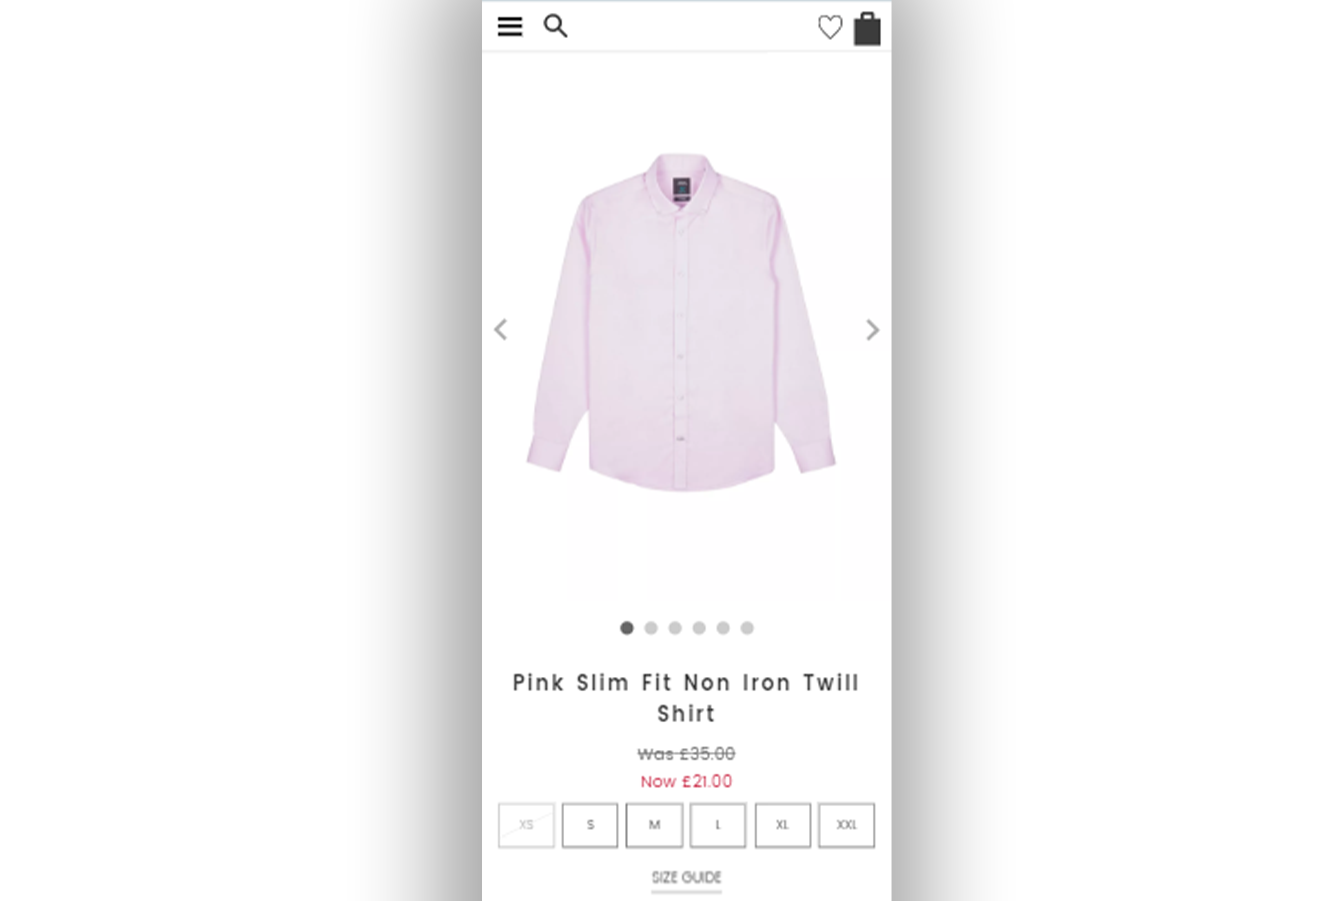 Pink Slim Fit Non Iron Twill
Shirt
Was £35.00
Now £21.00
XS S M L XL XXL
SIZE GUIDE